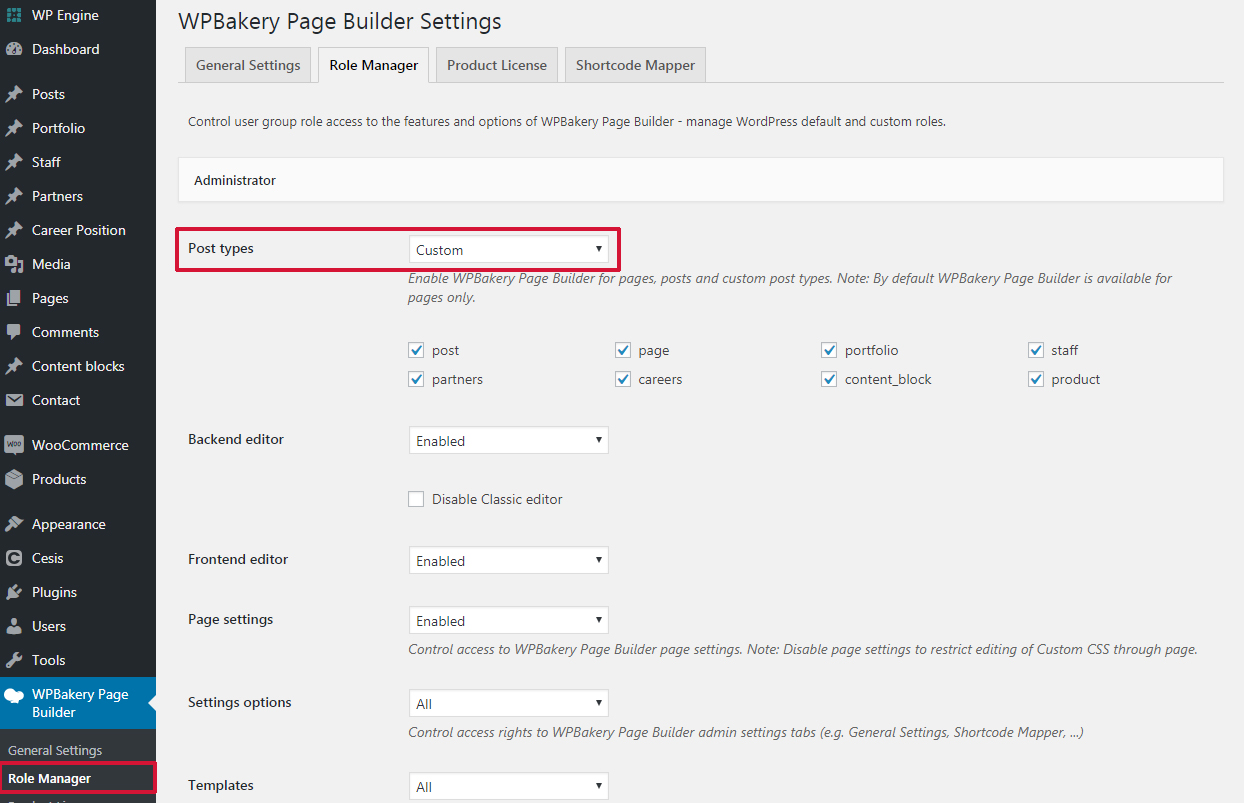 WP Engine
Dashboard
Posts
Portfolio
Staff
Partners
Career Position
Media
Pages
Comments
Content blocks
Contact
WooCommerce
Products
Appearance
Cesis
Plugins
Users
Tools
WPBakery Page
Builder
General Settings
Role Manager
WPBakery Page Builder Settings
General Settings
Role Manager
Product License
Shortcode Mapper
Control user group role access to the features and options of WPBakery Page Builder - manage WordPress default and custom roles.
Administrator
Post types
Custom
Enable WPBakery Page Builder for pages, posts and custom post types. Note: By default WPBakery Page Builder is available for
pages only.
post
page
portfolio
staff
partners
careers
content_block
product
Backend editor
Enabled
Disable Classic editor
Frontend editor
Enabled
Page settings
Enabled
Control access to WPBakery Page Builder page settings. Note: Disable page settings to restrict editing of Custom CSS through page.
Settings options
All
Control access rights to WPBakery Page Builder admin settings tabs (e.g. General Settings, Shortcode Mapper, ...)
Templates
All